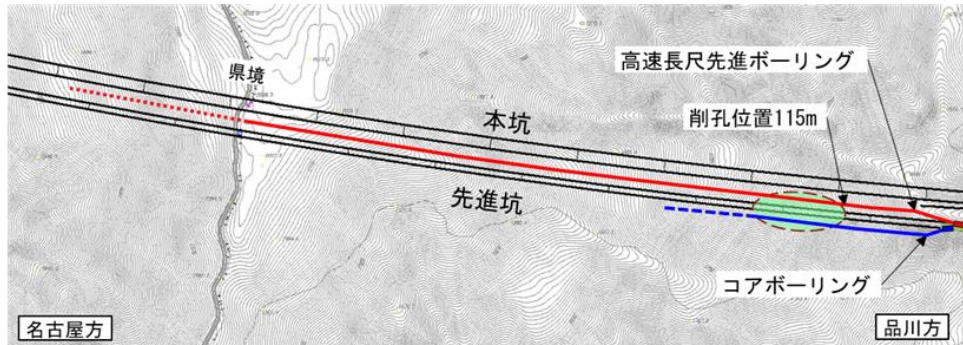 高速長尺先進ボーリング
県境
削孔位置115m
本坑
先進坑
コアボーリング
名古屋方
品川方